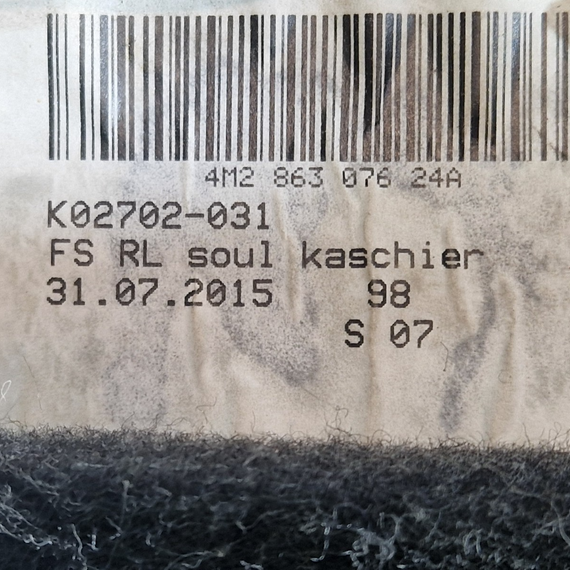 4M2 863 076 24A
K02702-031
FS RL soul kaschier
31.07.2015 98
S 07